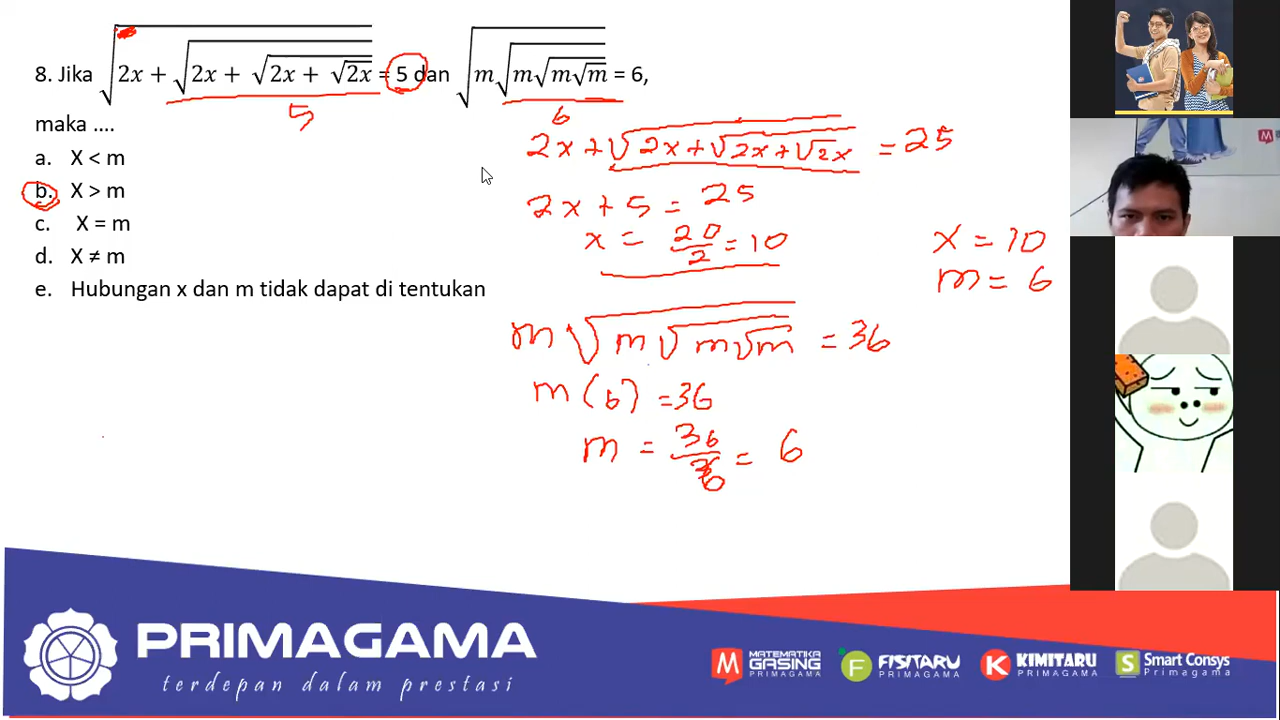 8. Jika √(2x + √(2x + √(2x + √2x))) = 5 dan √(m√(m√(m√m))) = 6,
5
6
maka ....
a. X < m
b. X > m
c. X = m
d. X ≠ m
e. Hubungan x dan m tidak dapat di tentukan
2x + √(2x + √(2x + √2x)) = 25
2x + 5 = 25
x = 20/2 = 10
x = 10
m = 6
m √(m √(m√m)) = 36
m (6) = 36
m = 36/6 = 6
PRIMAGAMA
terdepan dalam prestasi
M MATEMATIKA GASING PRIMAGAMA
F FISITARU PRIMAGAMA
K KIMITARU PRIMAGAMA
S Smart Consys Primagama